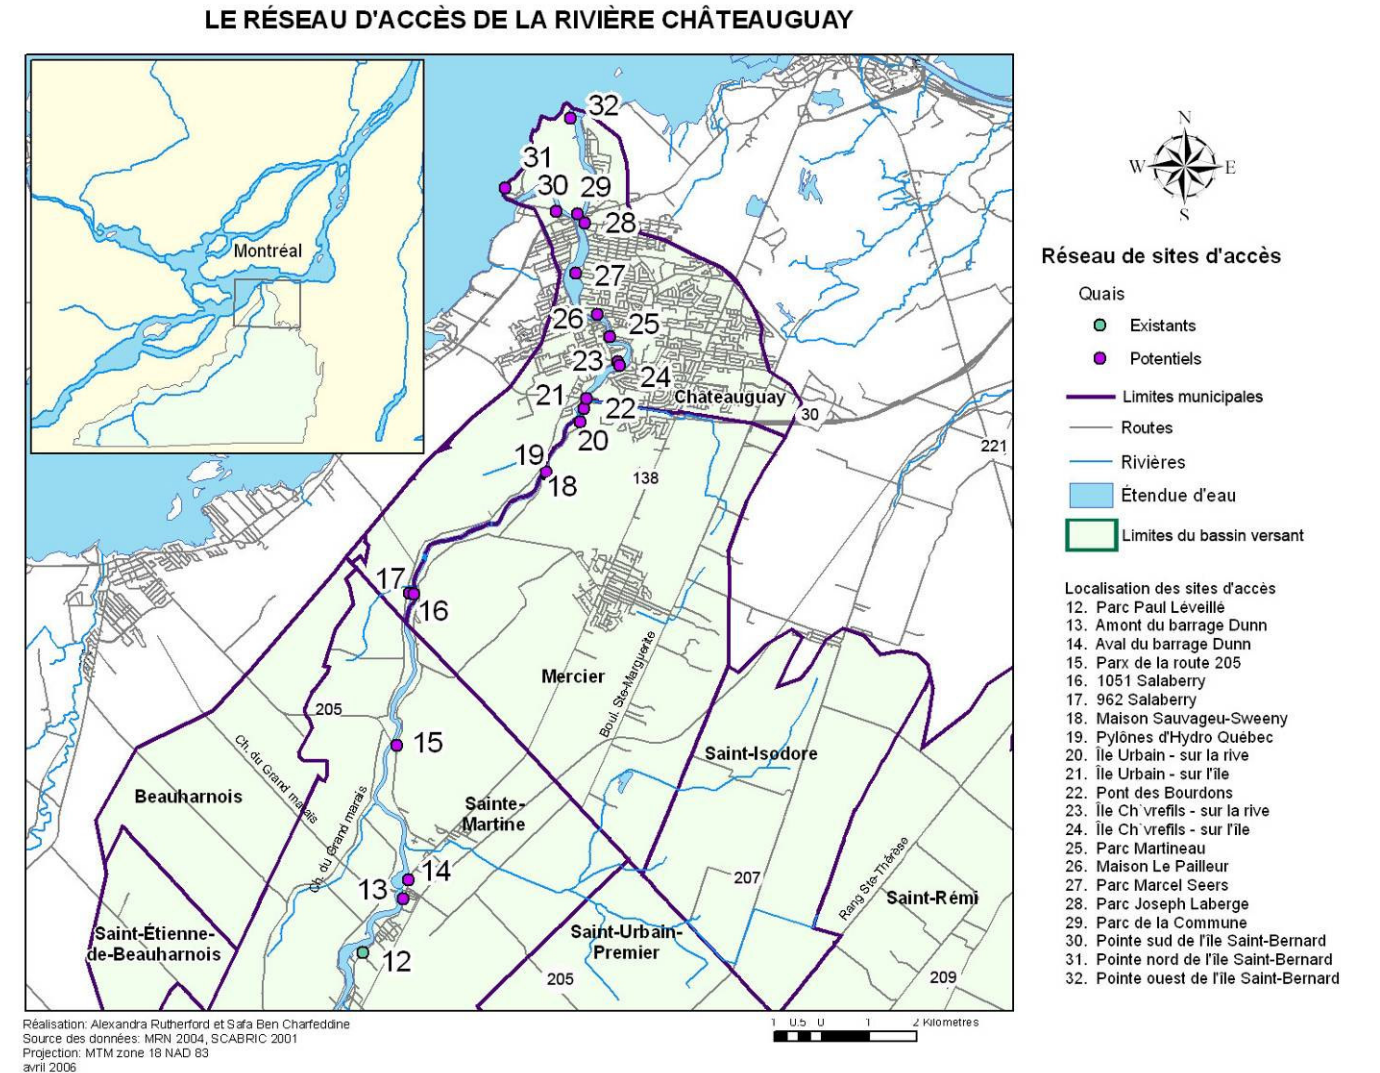 LE RÉSEAU D'ACCÈS DE LA RIVIÈRE CHÂTEAUGUAY
Montréal
32
31
30
29
28
27
26
25
23
24
Châteauguay
21
22
30
20
221
19
18
138
17
16
Mercier
Boul. Ste-Marguerite
205
15
Ch. du Grand marais
Saint-Isodore
Beauharnois
Sainte-
Martine
Ch. du Grand marais
14
13
207
Rang Ste-Thérèse
Saint-Rémi
Saint-Étienne-
de-Beauharnois
Saint-Urbain-
Premier
12
205
209
N
W
E
S
Réseau de sites d'accès
Quais
Existants
Potentiels
Limites municipales
Routes
Rivières
Étendue d'eau
Limites du bassin versant
Localisation des sites d'accès
12. Parc Paul Léveillé
13. Amont du barrage Dunn
14. Aval du barrage Dunn
15. Parx de la route 205
16. 1051 Salaberry
17. 962 Salaberry
18. Maison Sauvageu-Sweeny
19. Pylônes d'Hydro Québec
20. Île Urbain - sur la rive
21. Île Urbain - sur l'île
22. Pont des Bourdons
23. Île Ch`vrefils - sur la rive
24. Île Ch`vrefils - sur l'île
25. Parc Martineau
26. Maison Le Pailleur
27. Parc Marcel Seers
28. Parc Joseph Laberge
29. Parc de la Commune
30. Pointe sud de l'île Saint-Bernard
31. Pointe nord de l'île Saint-Bernard
32. Pointe ouest de l'île Saint-Bernard
Réalisation: Alexandra Rutherford et Safa Ben Charfeddine
Source des données: MRN 2004, SCABRIC 2001
Projection: MTM zone 18 NAD 83
avril 2006
1 0.5 0 1 2 Kilomètres